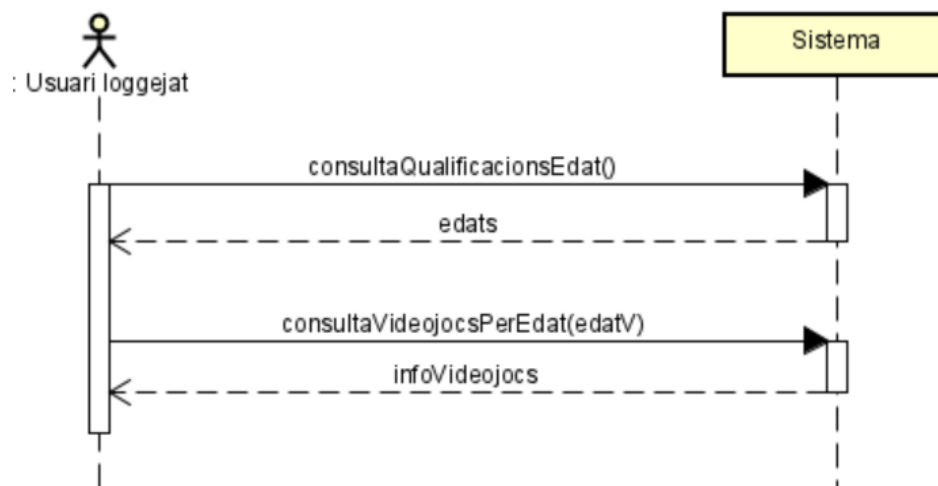 Sistema
: Usuari loggejat
consultaQualificacionsEdat()
edats
consultaVideojocsPerEdat(edatV)
infoVideojocs